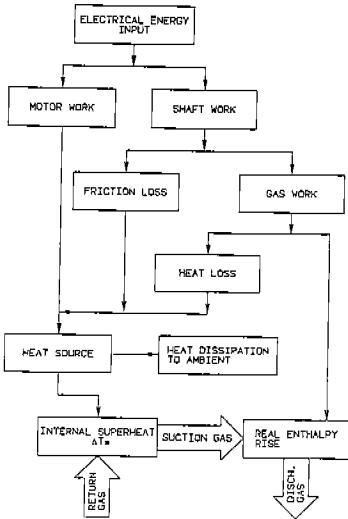 ELECTRICAL ENERGY
INPUT
MOTOR WORK
SHAFT WORK
FRICTION LOSS
GAS WORK
HEAT LOSS
HEAT SOURCE
HEAT DISSIPATION
TO AMBIENT
INTERNAL SUPERHEAT
ΔTs
SUCTION GAS
REAL ENTHALPY
RISE
RETURN
GAS
DISCH.
GAS